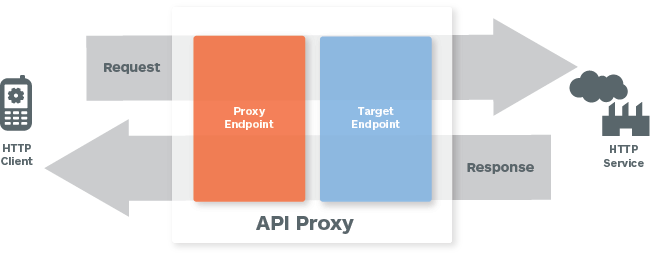 Request
Proxy
Endpoint
Target
Endpoint
HTTP
Client
HTTP
Service
Response
API Proxy